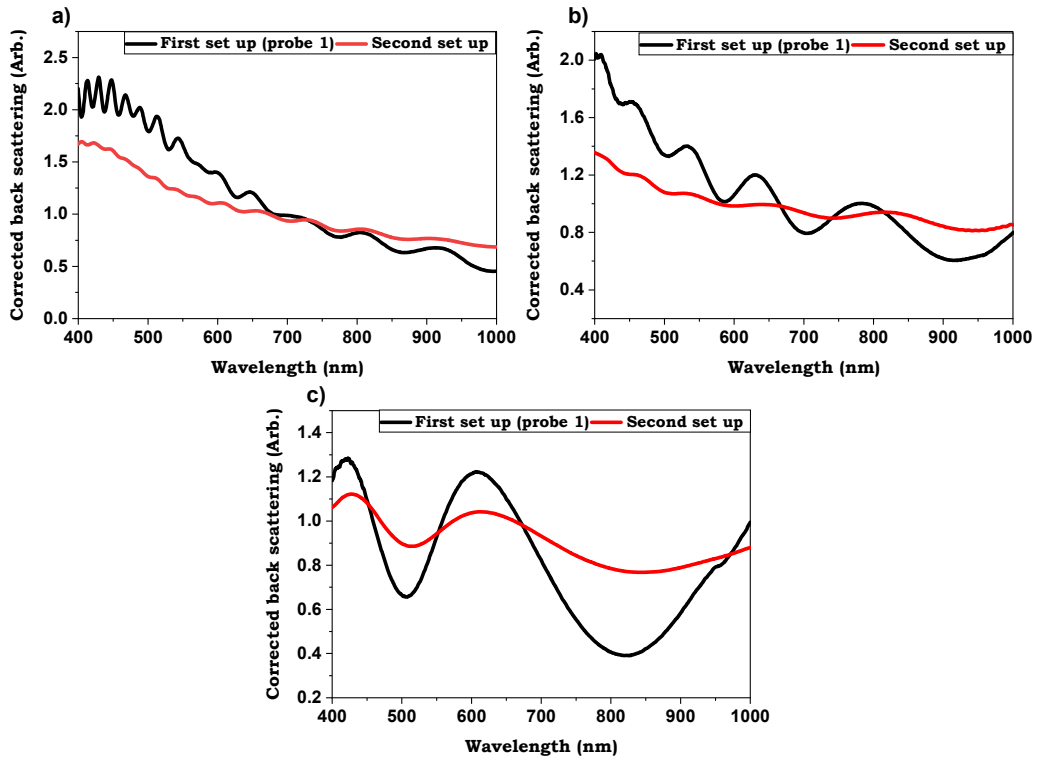 a)
First set up (probe 1) Second set up
Corrected back scattering (Arb.)
2.5
2.0
1.5
1.0
0.5
0.0
400 500 600 700 800 900 1000
Wavelength (nm)
b)
First set up (probe 1) Second set up
Corrected back scattering (Arb.)
2.0
1.6
1.2
0.8
0.4
400 500 600 700 800 900 1000
Wavelength (nm)
c)
First set up (probe 1) Second set up
Corrected back scattering (Arb.)
1.4
1.2
1.0
0.8
0.6
0.4
0.2
400 500 600 700 800 900 1000
Wavelength (nm)